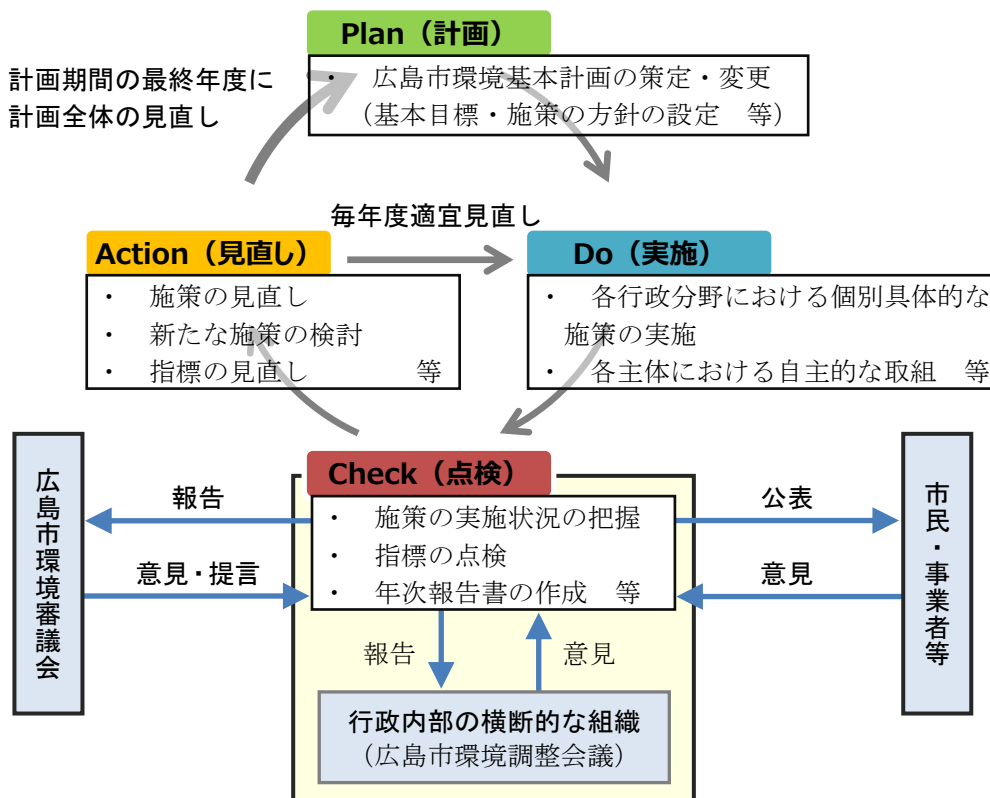 Plan（計画）
・　広島市環境基本計画の策定・変更
（基本目標・施策の方針の設定　等）
計画期間の最終年度に
計画全体の見直し
毎年度適宜見直し
Action（見直し）
・　施策の見直し
・　新たな施策の検討
・　指標の見直し　　　　等
Do（実施）
・　各行政分野における個別具体的な
施策の実施
・　各主体における自主的な取組　等
Check（点検）
・　施策の実施状況の把握
・　指標の点検
・　年次報告書の作成　等
広島市環境審議会
報告
意見・提言
公表
意見
市民・事業者等
報告
意見
行政内部の横断的な組織
（広島市環境調整会議）